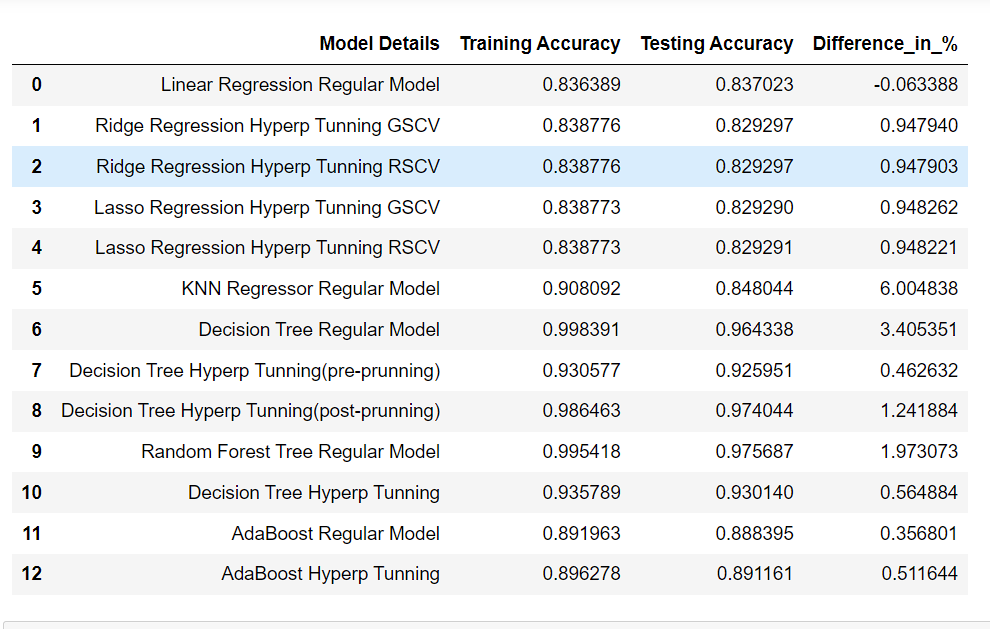 Model Details Training Accuracy Testing Accuracy Difference_in_%
0 Linear Regression Regular Model 0.836389 0.837023 -0.063388
1 Ridge Regression Hyperp Tunning GSCV 0.838776 0.829297 0.947940
2 Ridge Regression Hyperp Tunning RSCV 0.838776 0.829297 0.947903
3 Lasso Regression Hyperp Tunning GSCV 0.838773 0.829290 0.948262
4 Lasso Regression Hyperp Tunning RSCV 0.838773 0.829291 0.948221
5 KNN Regressor Regular Model 0.908092 0.848044 6.004838
6 Decision Tree Regular Model 0.998391 0.964338 3.405351
7 Decision Tree Hyperp Tunning(pre-prunning) 0.930577 0.925951 0.462632
8 Decision Tree Hyperp Tunning(post-prunning) 0.986463 0.974044 1.241884
9 Random Forest Tree Regular Model 0.995418 0.975687 1.973073
10 Decision Tree Hyperp Tunning 0.935789 0.930140 0.564884
11 AdaBoost Regular Model 0.891963 0.888395 0.356801
12 AdaBoost Hyperp Tunning 0.896278 0.891161 0.511644